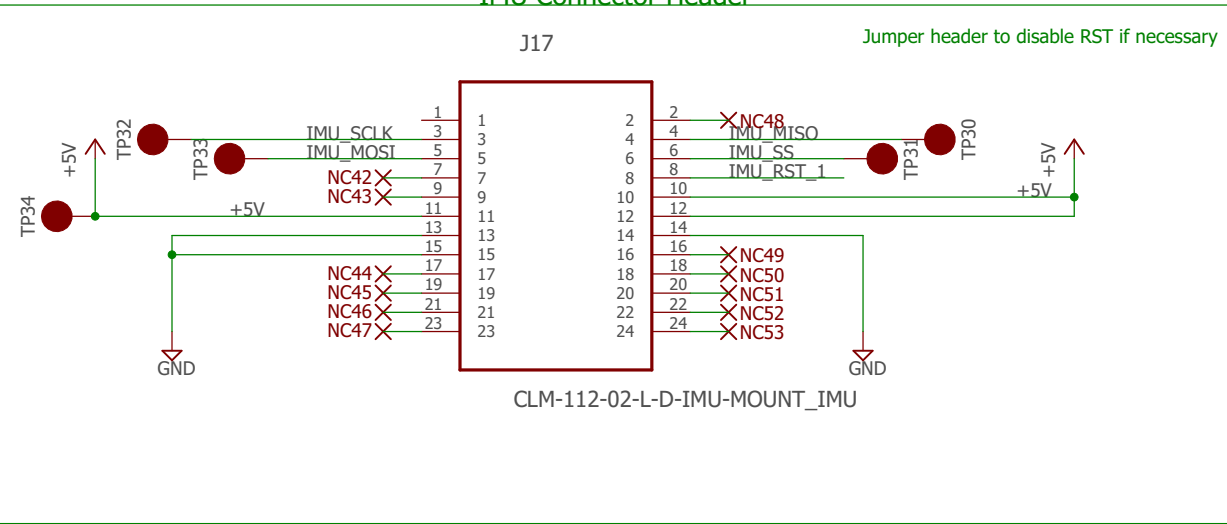 IMU Connector Header
Jumper header to disable RST if necessary
J17
1 1 2 2 NC48
TP32 IMU_SCLK 3 3 4 4 IMU_MISO TP30
TP33 IMU_MOSI 5 5 6 6 IMU_SS TP31
NC42 7 7 8 8 IMU_RST_1
NC43 9 9 10 10 +5V +5V
TP34 +5V +5V 11 11 12 12
13 13 14 14
15 15 16 16 NC49
NC44 17 17 18 18 NC50
NC45 19 19 20 20 NC51
NC46 21 21 22 22 NC52
NC47 23 23 24 24 NC53
GND GND
CLM-112-02-L-D-IMU-MOUNT_IMU